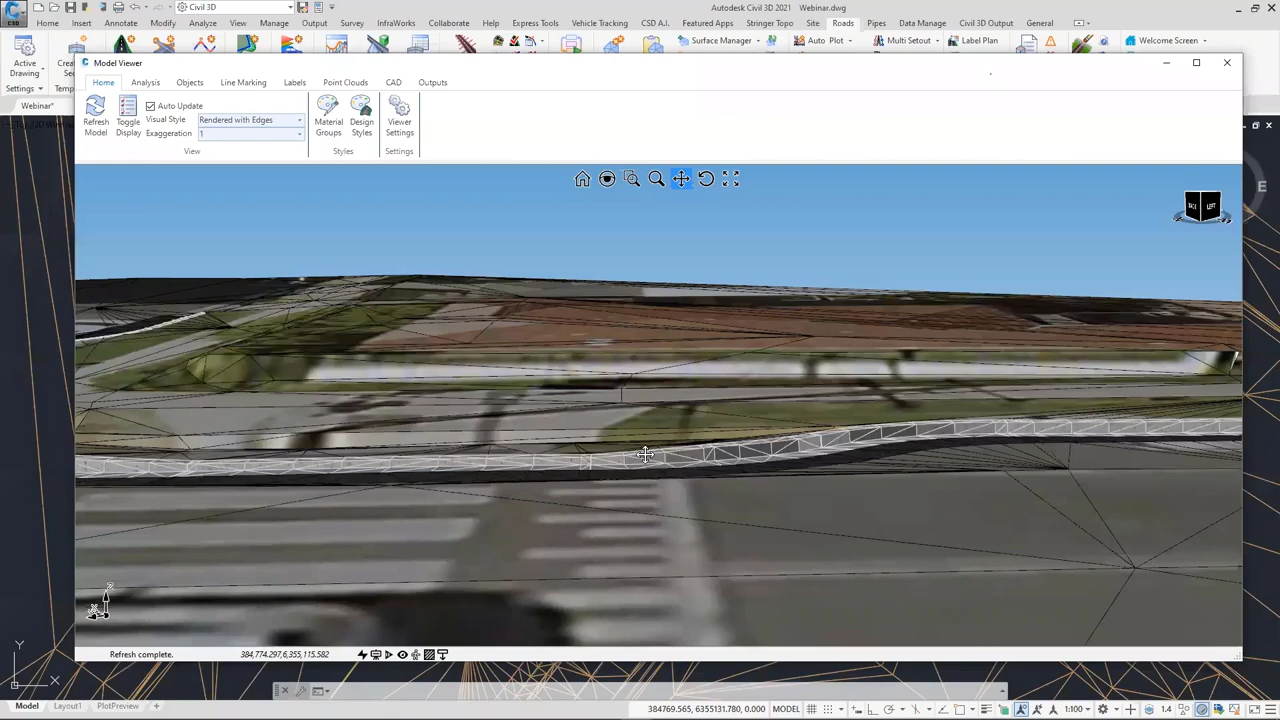 Civil 3D
Autodesk Civil 3D 2021 Webinar.dwg
C3D
Home Insert Annotate Modify Analyze View Manage Output Survey InfraWorks Collaborate Help Express Tools Vehicle Tracking CSD A.I. Featured Apps Stringer Topo Site Roads Pipes Data Management Civil 3D Output General
Surface Manager Auto Plot Multi Setout Label Plan Welcome Screen
Active
Drawing
Settings
Webinar*
Model Viewer
Home Analysis Objects Line Marking Labels Point Clouds CAD Outputs
Refresh
Model
Toggle
Display
Auto Update
Visual Style Rendered with Edges
Exaggeration 1
View
Material
Groups
Design
Styles
Styles
Viewer
Settings
Settings
E
LEFT
Z
Refresh complete. 384,774.297,6,355,115.582
Y
X
Model Layout1 PlotPreview
384769.565, 6355131.780, 0.000 MODEL 1:100 1.4